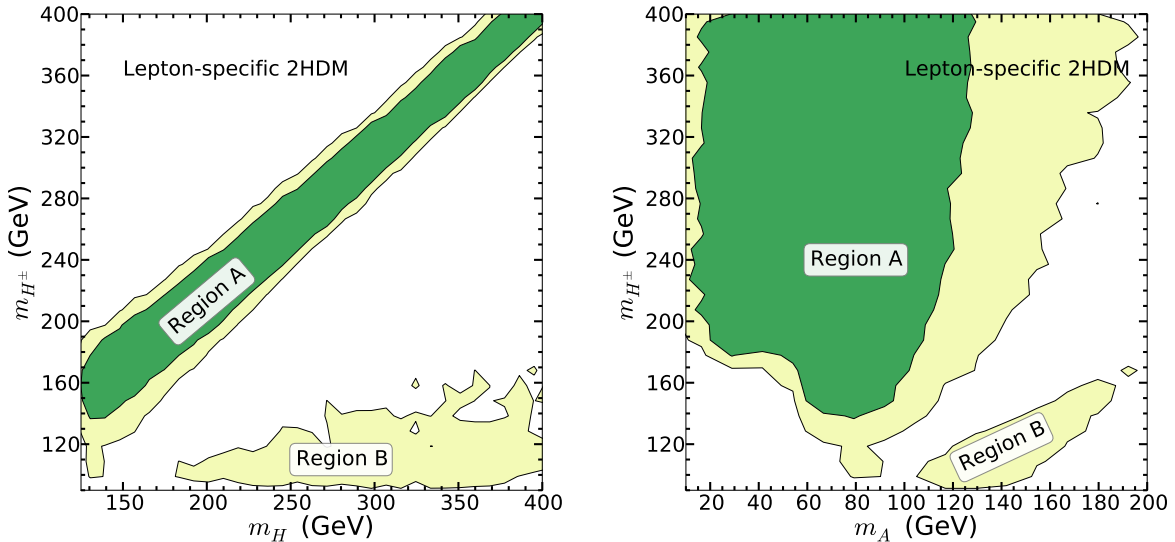 400
360
320
280
240
200
160
120
m_{H^±} (GeV)
Lepton-specific 2HDM
Region A
Region B
150 200 250 300 350 400
m_H (GeV)
400
360
320
280
240
200
160
120
m_{H^±} (GeV)
Lepton-specific 2HDM
Region A
Region B
20 40 60 80 100 120 140 160 180 200
m_A (GeV)